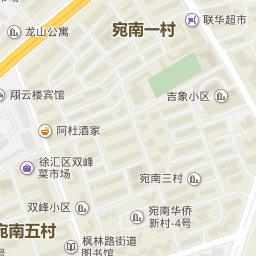 龙山公寓
宛南一村
联华超市
翔云楼宾馆
吉象小区
阿杜酒家
徐汇区双峰
菜市场
宛南三村
双峰小区
宛南华侨
新村-4号
宛南五村
枫林路街道
图书馆